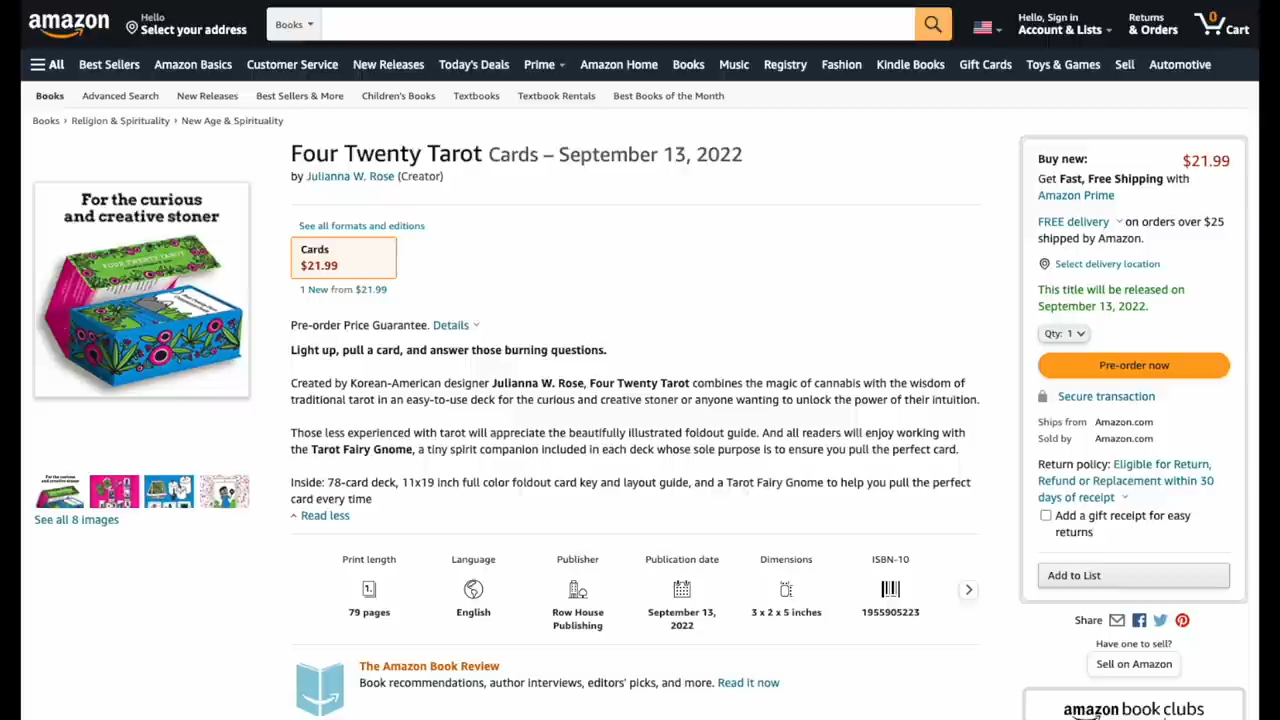 amazon
Hello
Select your address
Books
Hello, Sign in
Account & Lists
Returns
& Orders
0
Cart
All
Best Sellers
Amazon Basics
Customer Service
New Releases
Today's Deals
Prime
Amazon Home
Books
Music
Registry
Fashion
Kindle Books
Gift Cards
Toys & Games
Sell
Automotive
Books
Advanced Search
New Releases
Best Sellers & More
Children's Books
Textbooks
Textbook Rentals
Best Books of the Month
Books › Religion & Spirituality › New Age & Spirituality
For the curious
and creative stoner
FOUR TWENTY TAROT
See all 8 images
Four Twenty Tarot Cards – September 13, 2022
by Julianna W. Rose (Creator)
See all formats and editions
Cards
$21.99
1 New from $21.99
Pre-order Price Guarantee. Details
Light up, pull a card, and answer those burning questions.
Created by Korean-American designer Julianna W. Rose, Four Twenty Tarot combines the magic of cannabis with the wisdom of
traditional tarot in an easy-to-use deck for the curious and creative stoner or anyone wanting to unlock the power of their intuition.
Those less experienced with tarot will appreciate the beautifully illustrated foldout guide. And all readers will enjoy working with
the Tarot Fairy Gnome, a tiny spirit companion included in each deck whose sole purpose is to ensure you pull the perfect card.
Inside: 78-card deck, 11x19 inch full color foldout card key and layout guide, and a Tarot Fairy Gnome to help you pull the perfect
card every time
Read less
Print length
79 pages
Language
English
Publisher
Row House
Publishing
Publication date
September 13,
2022
Dimensions
3 x 2 x 5 inches
ISBN-10
1955905223
The Amazon Book Review
Book recommendations, author interviews, editors' picks, and more. Read it now
Buy new:
$21.99
Get Fast, Free Shipping with
Amazon Prime
FREE delivery on orders over $25
shipped by Amazon.
Select delivery location
This title will be released on
September 13, 2022.
Qty: 1
Pre-order now
Secure transaction
Ships from Amazon.com
Sold by Amazon.com
Return policy: Eligible for Return,
Refund or Replacement within 30
days of receipt
Add a gift receipt for easy
returns
Add to List
Share
Have one to sell?
Sell on Amazon
amazon book clubs